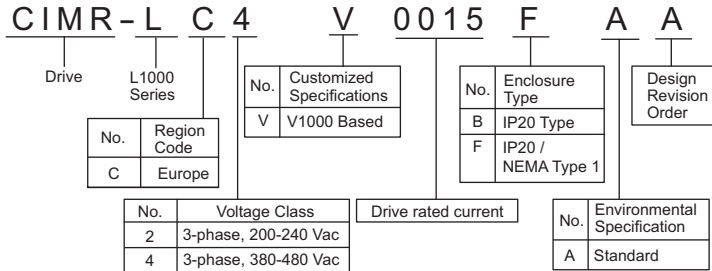 CIMR-L C 4 V 0015 F A A
Drive
L1000
Series
No. Region
Code
C Europe
No. Voltage Class
2 3-phase, 200-240 Vac
4 3-phase, 380-480 Vac
No. Customized
Specifications
V V1000 Based
Drive rated current
No. Enclosure
Type
B IP20 Type
F IP20 /
NEMA Type 1
No. Environmental
Specification
A Standard
Design
Revision
Order